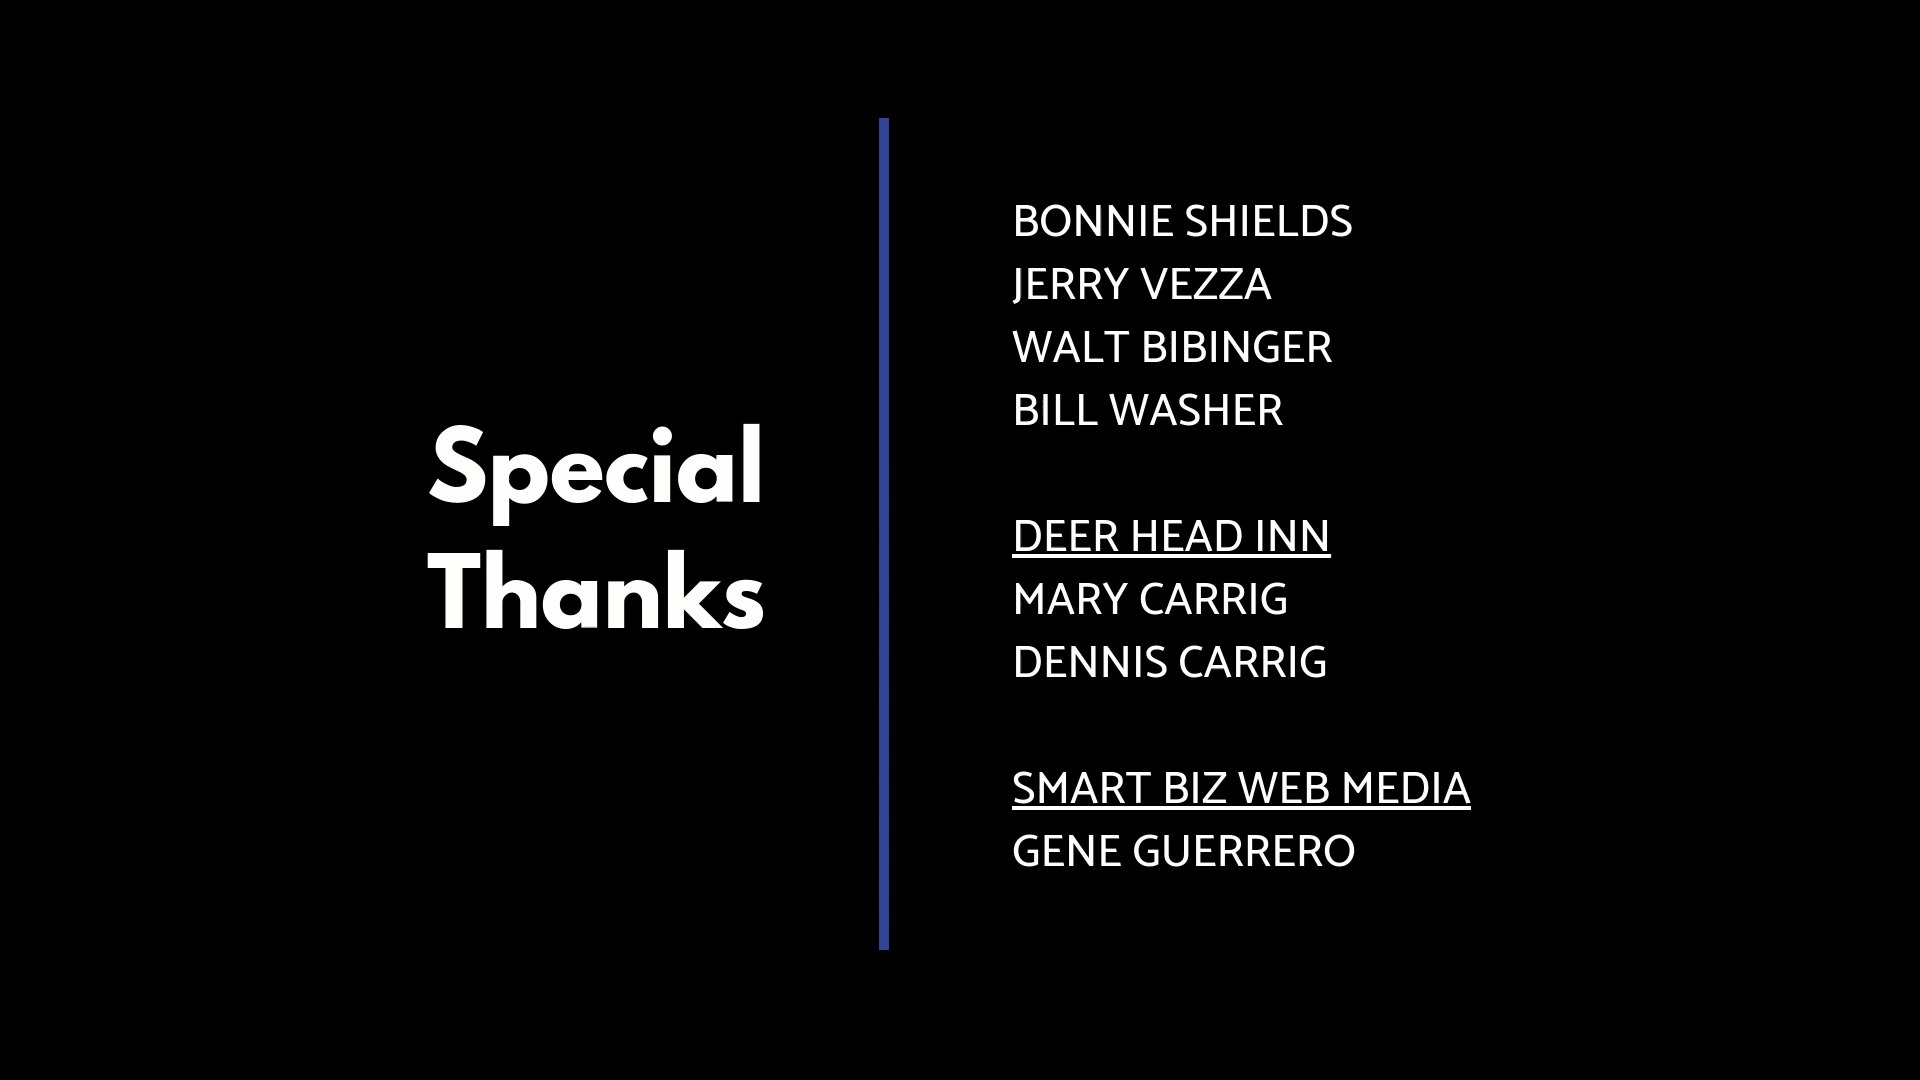 Special
Thanks
BONNIE SHIELDS
JERRY VEZZA
WALT BIBINGER
BILL WASHER
DEER HEAD INN
MARY CARRIG
DENNIS CARRIG
SMART BIZ WEB MEDIA
GENE GUERRERO